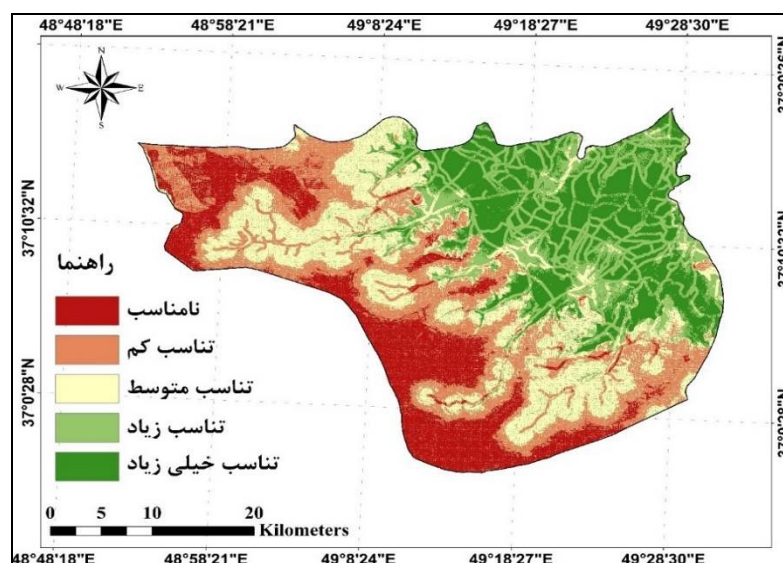 48°48'18"E 48°58'21"E 49°8'24"E 49°18'27"E 49°28'30"E
N
W E
S
37°10'32"N
37°0'28"N
راهنما
نامناسب
تناسب کم
تناسب متوسط
تناسب زیاد
تناسب خیلی زیاد
0 5 10 20
Kilometers
48°48'18"E 48°58'21"E 49°8'24"E 49°18'27"E 49°28'30"E